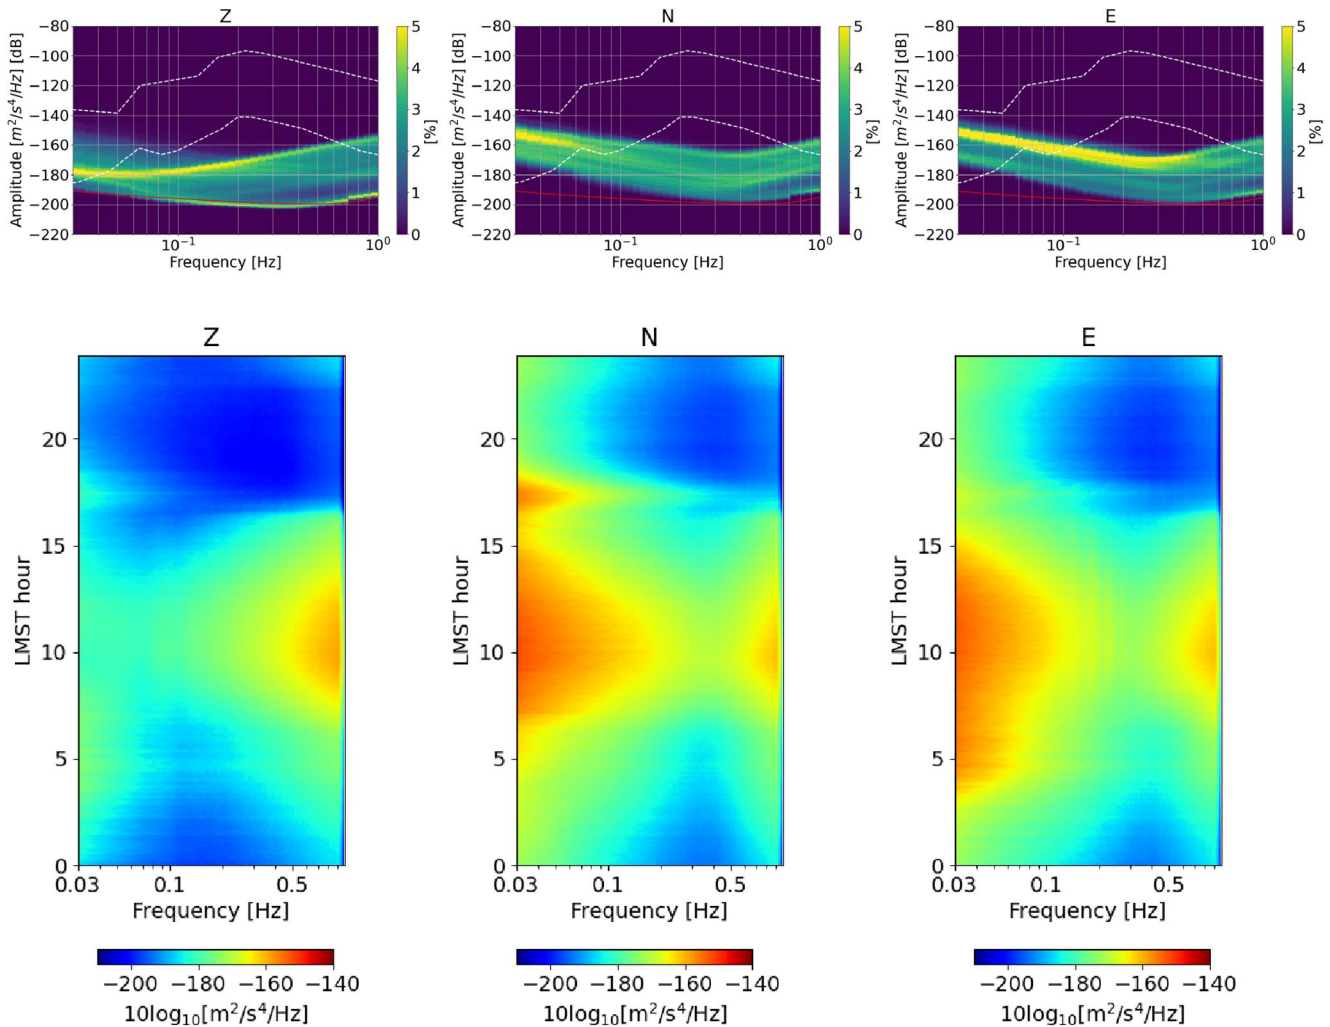 Z
N
E
Amplitude [m²/s⁴/Hz] [dB]
−80
−100
−120
−140
−160
−180
−200
−220
10⁻¹
10⁰
Frequency [Hz]
5
4
3
2
1
0
[%]
Amplitude [m²/s⁴/Hz] [dB]
−80
−100
−120
−140
−160
−180
−200
−220
10⁻¹
10⁰
Frequency [Hz]
5
4
3
2
1
0
[%]
Amplitude [m²/s⁴/Hz] [dB]
−80
−100
−120
−140
−160
−180
−200
−220
10⁻¹
10⁰
Frequency [Hz]
5
4
3
2
1
0
[%]
Z
LMST hour
20
15
10
5
0
0.03 0.1 0.5
Frequency [Hz]
−200 −180 −160 −140
10log₁₀[m²/s⁴/Hz]
N
LMST hour
20
15
10
5
0
0.03 0.1 0.5
Frequency [Hz]
−200 −180 −160 −140
10log₁₀[m²/s⁴/Hz]
E
LMST hour
20
15
10
5
0
0.03 0.1 0.5
Frequency [Hz]
−200 −180 −160 −140
10log₁₀[m²/s⁴/Hz]